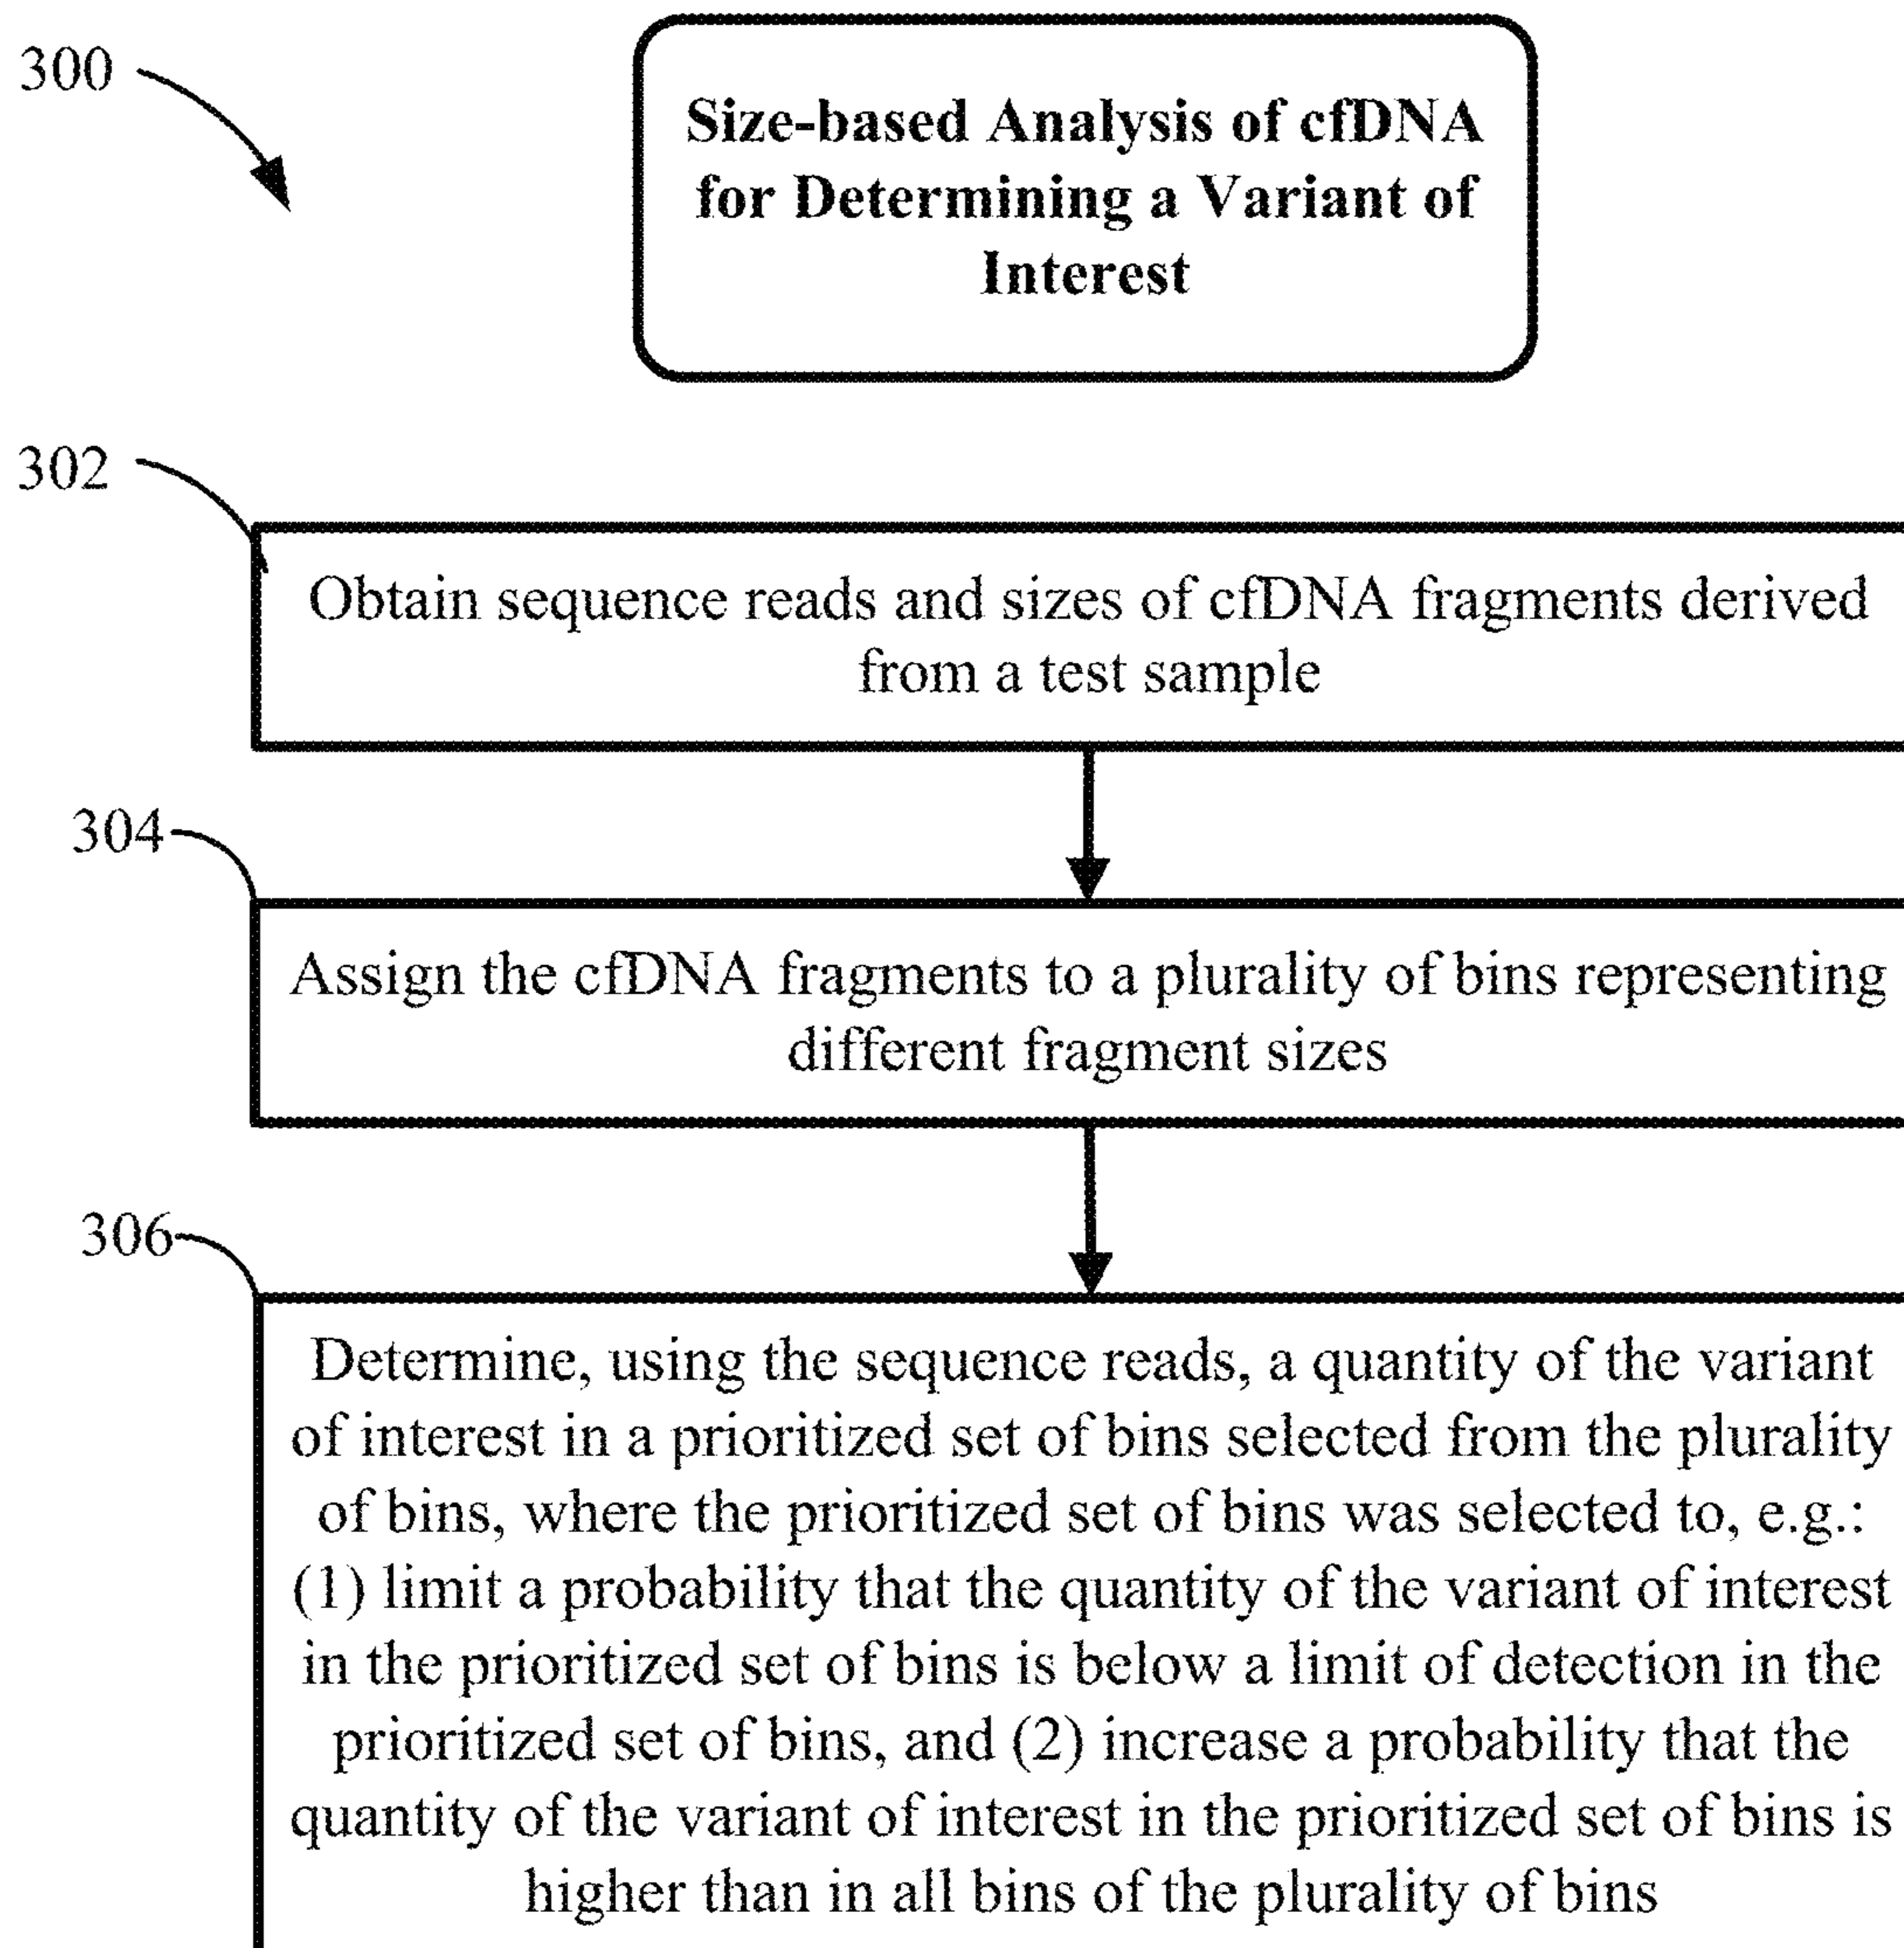 300
Size-based Analysis of cfDNA
for Determining a Variant of
Interest
302
Obtain sequence reads and sizes of cfDNA fragments derived
from a test sample
304
Assign the cfDNA fragments to a plurality of bins representing
different fragment sizes
306
Determine, using the sequence reads, a quantity of the variant
of interest in a prioritized set of bins selected from the plurality
of bins, where the prioritized set of bins was selected to, e.g.:
(1) limit a probability that the quantity of the variant of interest
in the prioritized set of bins is below a limit of detection in the
prioritized set of bins, and (2) increase a probability that the
quantity of the variant of interest in the prioritized set of bins is
higher than in all bins of the plurality of bins